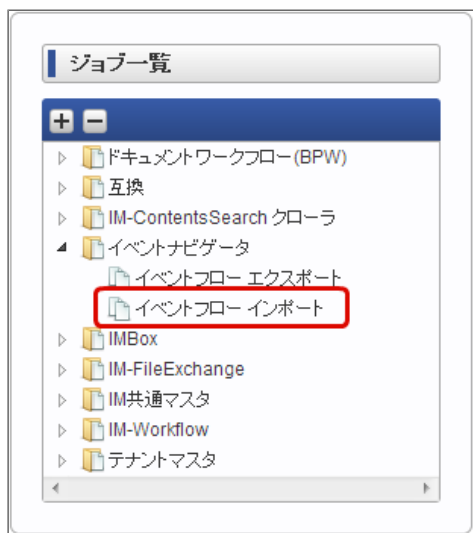 ジョブ一覧
ドキュメントワークフロー(BPW)
互換
IM-ContentsSearch クローラ
イベントナビゲータ
イベントフロー エクスポート
イベントフロー インポート
IMBox
IM-FileExchange
IM共通マスタ
IM-Workflow
テナントマスタ